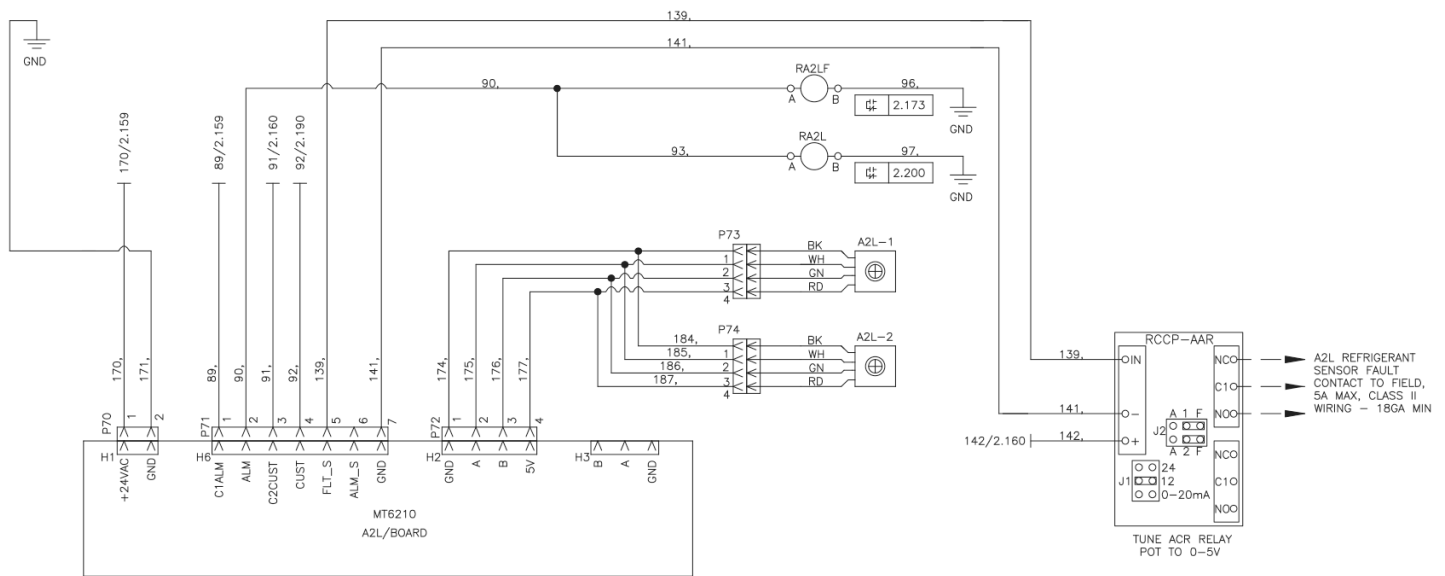 139,
GND
141,
RA2LF
90,
A
B
96,
2.173
GND
170/2.159
89/2.159
91/2.160
92/2.190
RA2L
93,
A
B
97,
2.200
GND
P73
BK
A2L-1
1
WH
2
GN
3
RD
4
P74
184,
BK
A2L-2
185,
1
WH
186,
2
GN
187,
3
RD
4
170,
171,
89,
90,
91,
92,
139,
141,
174,
175,
176,
177,
P70
1
2
P71
1
2
3
4
5
6
7
P72
1
2
3
4
H1
H6
H2
H3
+24VAC
GND
C1ALM
ALM
C2CUST
CUST
FLT_S
ALM_S
GND
GND
A
B
5V
B
A
GND
MT6210
A2L/BOARD
RCCP-AAR
139,
IN
NC
A2L REFRIGERANT
SENSOR FAULT
C1
CONTACT TO FIELD,
5A MAX, CLASS II
141,
-
NO
WIRING - 18GA MIN
A 1 F
J2
A 2 F
142/2.160
142,
+
NC
24
J1
12
C1
0-20mA
NO
TUNE ACR RELAY
POT TO 0-5V